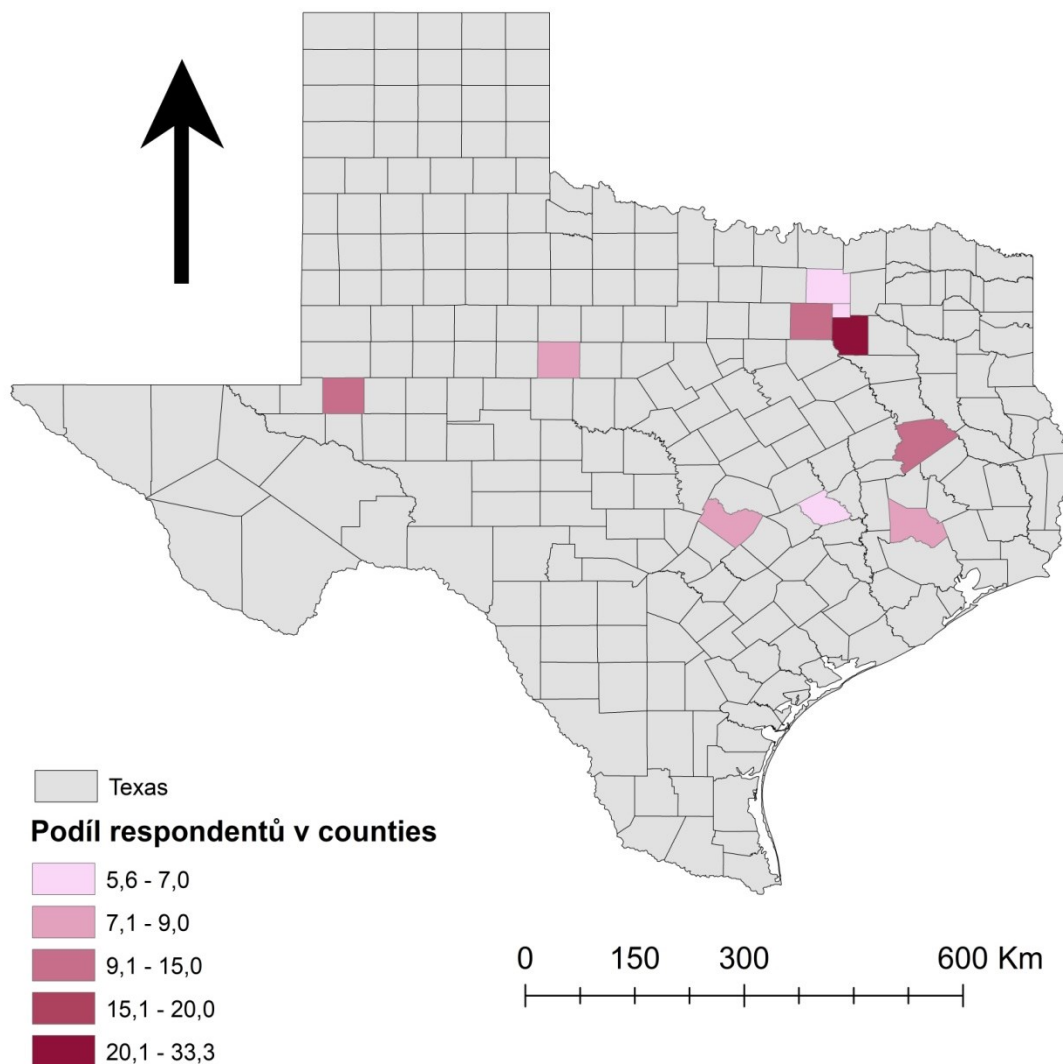 Texas
Podíl respondentů v counties
5,6 - 7,0
7,1 - 9,0
9,1 - 15,0
15,1 - 20,0
20,1 - 33,3
0 150 300 600 Km